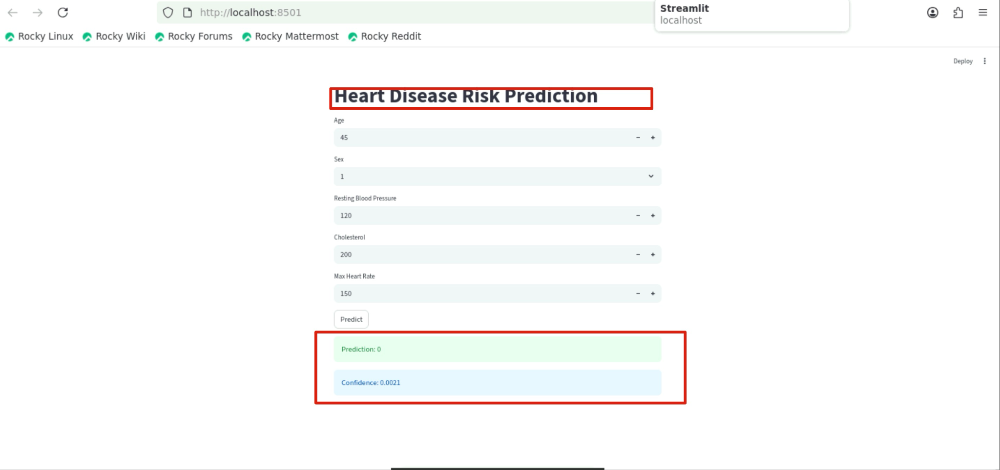 http://localhost:8501
Streamlit
localhost
Rocky Linux Rocky Wiki Rocky Forums Rocky Mattermost Rocky Reddit
Deploy
Heart Disease Risk Prediction
Age
45
Sex
1
Resting Blood Pressure
120
Cholesterol
200
Max Heart Rate
150
Predict
Prediction: 0
Confidence: 0.0021